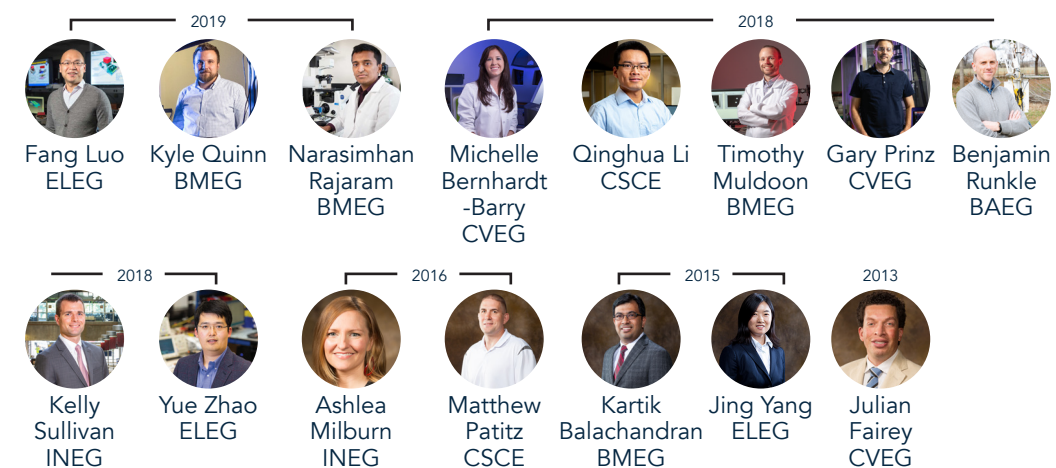 2019
2018
Fang Luo
ELEG
Kyle Quinn
BMEG
Narasimhan
Rajaram
BMEG
Michelle
Bernhardt
-Barry
CVEG
Qinghua Li
CSCE
Timothy
Muldoon
BMEG
Gary Prinz
CVEG
Benjamin
Runkle
BAEG
2018
2016
2015
2013
Kelly
Sullivan
INEG
Yue Zhao
ELEG
Ashlea
Milburn
INEG
Matthew
Patitz
CSCE
Kartik
Balachandran
BMEG
Jing Yang
ELEG
Julian
Fairey
CVEG